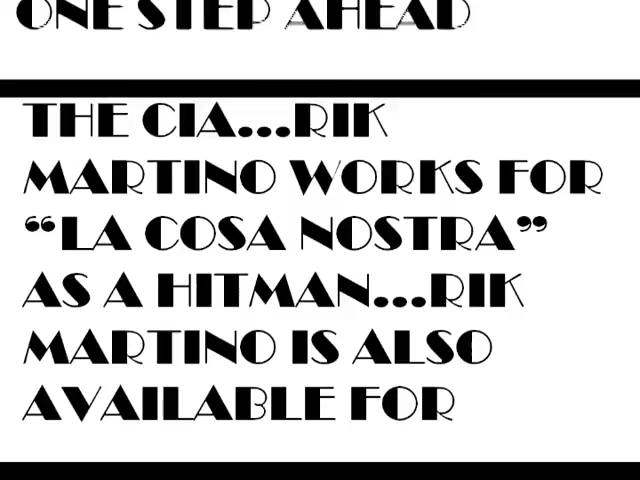 ONE STEP AHEAD
THE CIA...RIK
MARTINO WORKS FOR
“LA COSA NOSTRA”
AS A HITMAN...RIK
MARTINO IS ALSO
AVAILABLE FOR